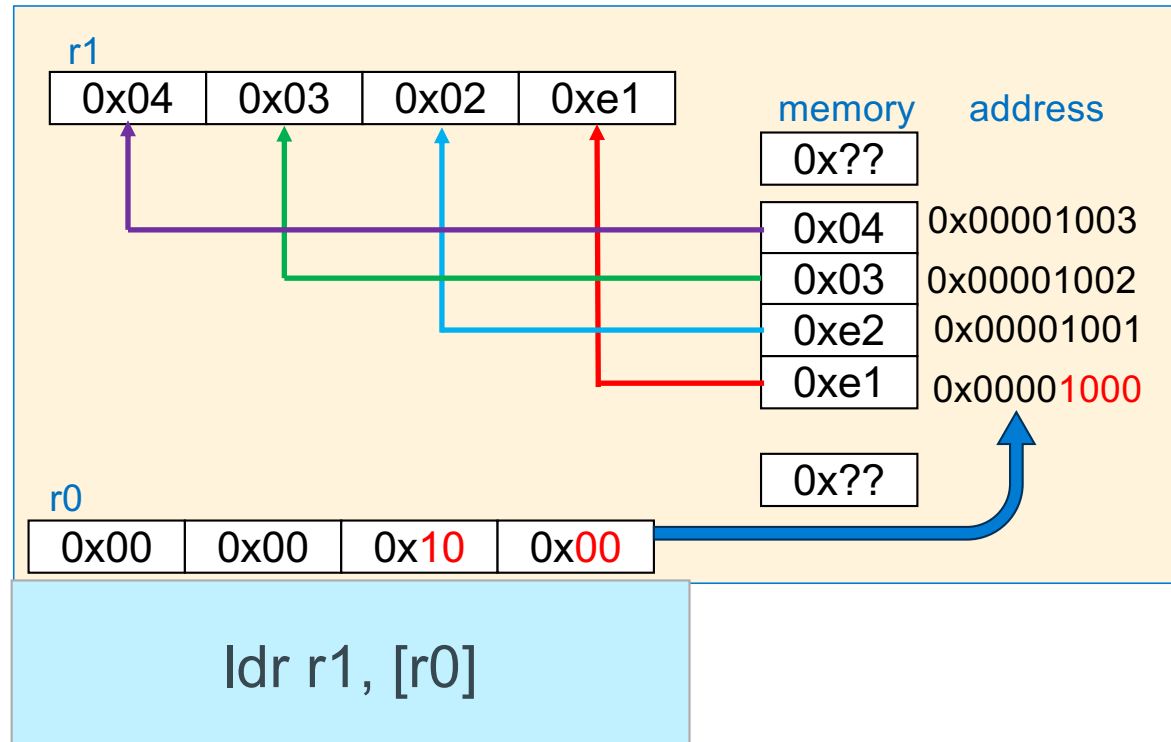 r1
0x04 0x03 0x02 0xe1
memory address
0x??
0x04 0x00001003
0x03 0x00001002
0xe2 0x00001001
0xe1 0x00001000
0x??
r0
0x00 0x00 0x10 0x00
ldr r1, [r0]